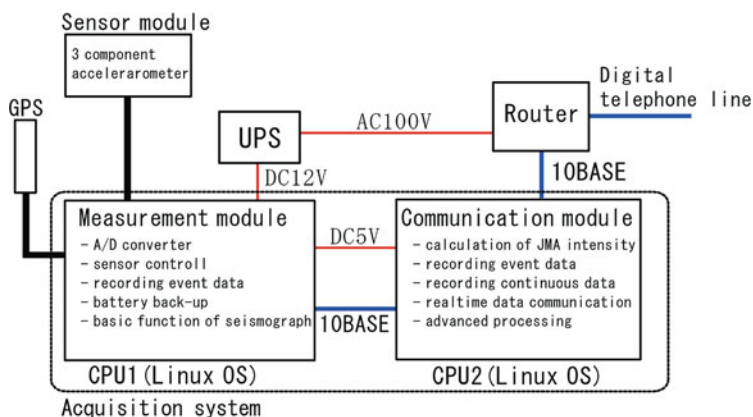 Sensor module
3 component
accelerarometer
GPS
UPS
AC100V
Router
Digital
telephone line
DC12V
10BASE
Measurement module
- A/D converter
- sensor controll
- recording event data
- battery back-up
- basic function of seismograph
DC5V
10BASE
Communication module
- calculation of JMA intensity
- recording event data
- recording continuous data
- realtime data communication
- advanced processing
CPU1(Linux OS)
CPU2(Linux OS)
Acquisition system